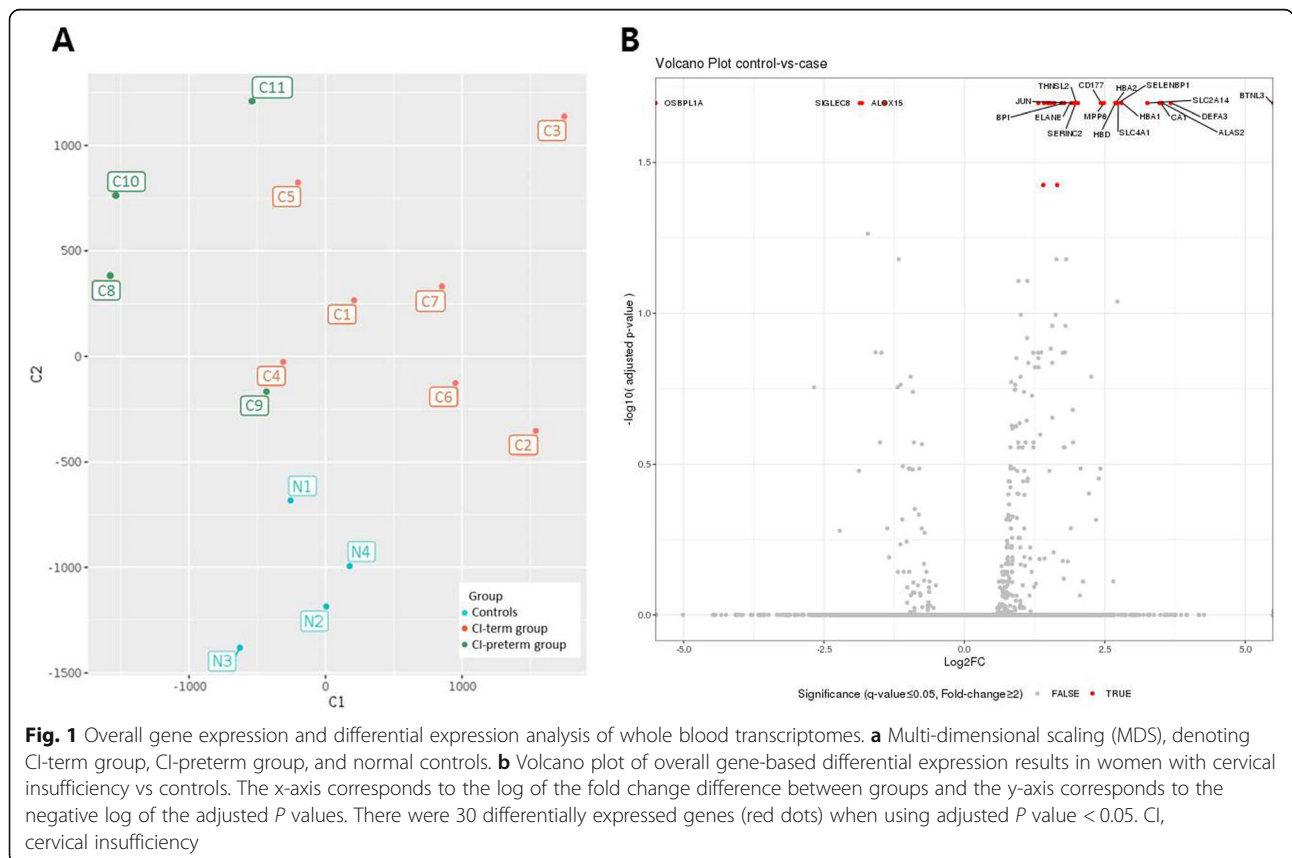 A
C11
C3
C10
C5
C8
C1
C7
C4
C9
C6
C2
N1
N4
N2
N3
1000
500
0
-500
-1000
-1500
C2
-1000
0
1000
C1
Group
Controls
CI-term group
CI-preterm group
B
Volcano Plot control-vs-case
OSBPL1A
SIGLEC8
ALOX15
THNSL2
CD177
HBA2
SELENBP1
JUN
SLC2A14
BTNL3
BPI
ELANE
MPP6
HBA1
CA1
DEFA3
SERINC2
HBD
SLC4A1
ALAS2
1.5
1.0
0.5
0.0
-log10( adjusted p-value )
-5.0
-2.5
0.0
2.5
5.0
Log2FC
Significance (q-value≤0.05, Fold-change≥2) FALSE TRUE
Fig. 1 Overall gene expression and differential expression analysis of whole blood transcriptomes. a Multi-dimensional scaling (MDS), denoting
CI-term group, CI-preterm group, and normal controls. b Volcano plot of overall gene-based differential expression results in women with cervical
insufficiency vs controls. The x-axis corresponds to the log of the fold change difference between groups and the y-axis corresponds to the
negative log of the adjusted P values. There were 30 differentially expressed genes (red dots) when using adjusted P value < 0.05. CI,
cervical insufficiency